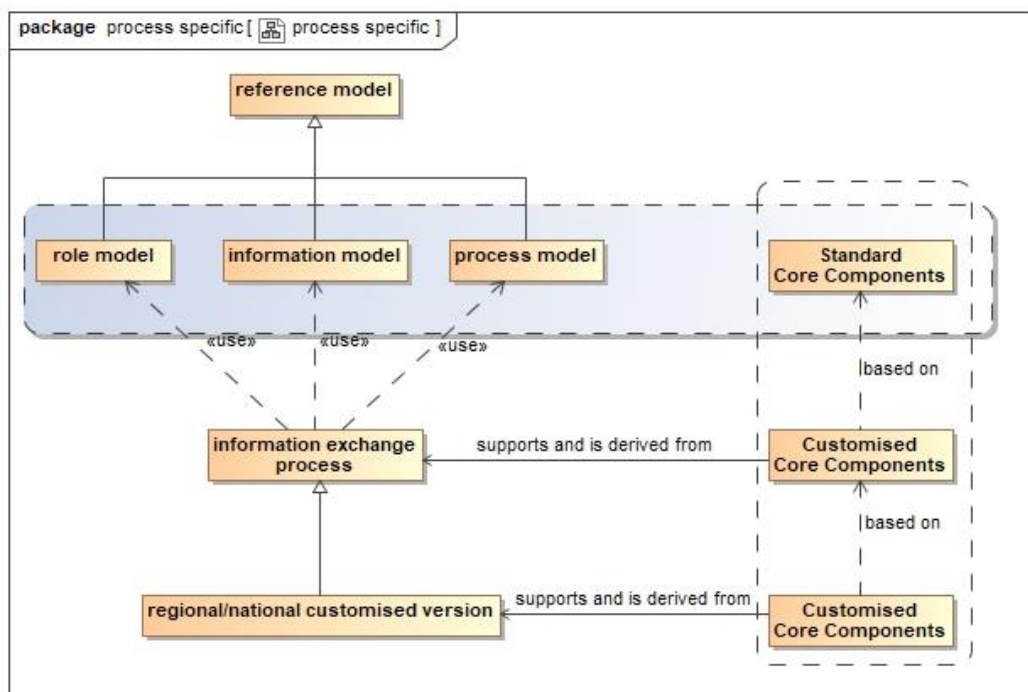 package process specific [ process specific ]
reference model
role model
information model
process model
Standard
Core Components
«use»
«use»
«use»
based on
information exchange
process
supports and is derived from
Customised
Core Components
based on
regional/national customised version
supports and is derived from
Customised
Core Components